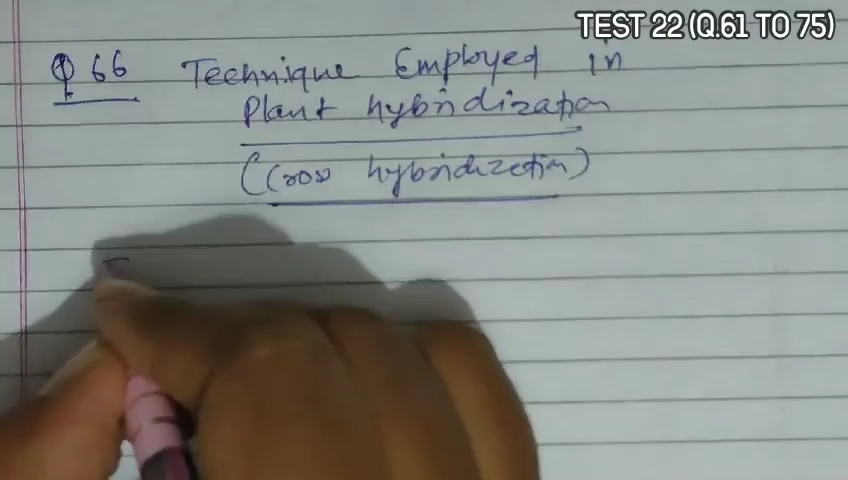 TEST 22 (Q.61 TO 75)
Q 66 Technique Employed in
Plant hybridization
(Cross hybridization)